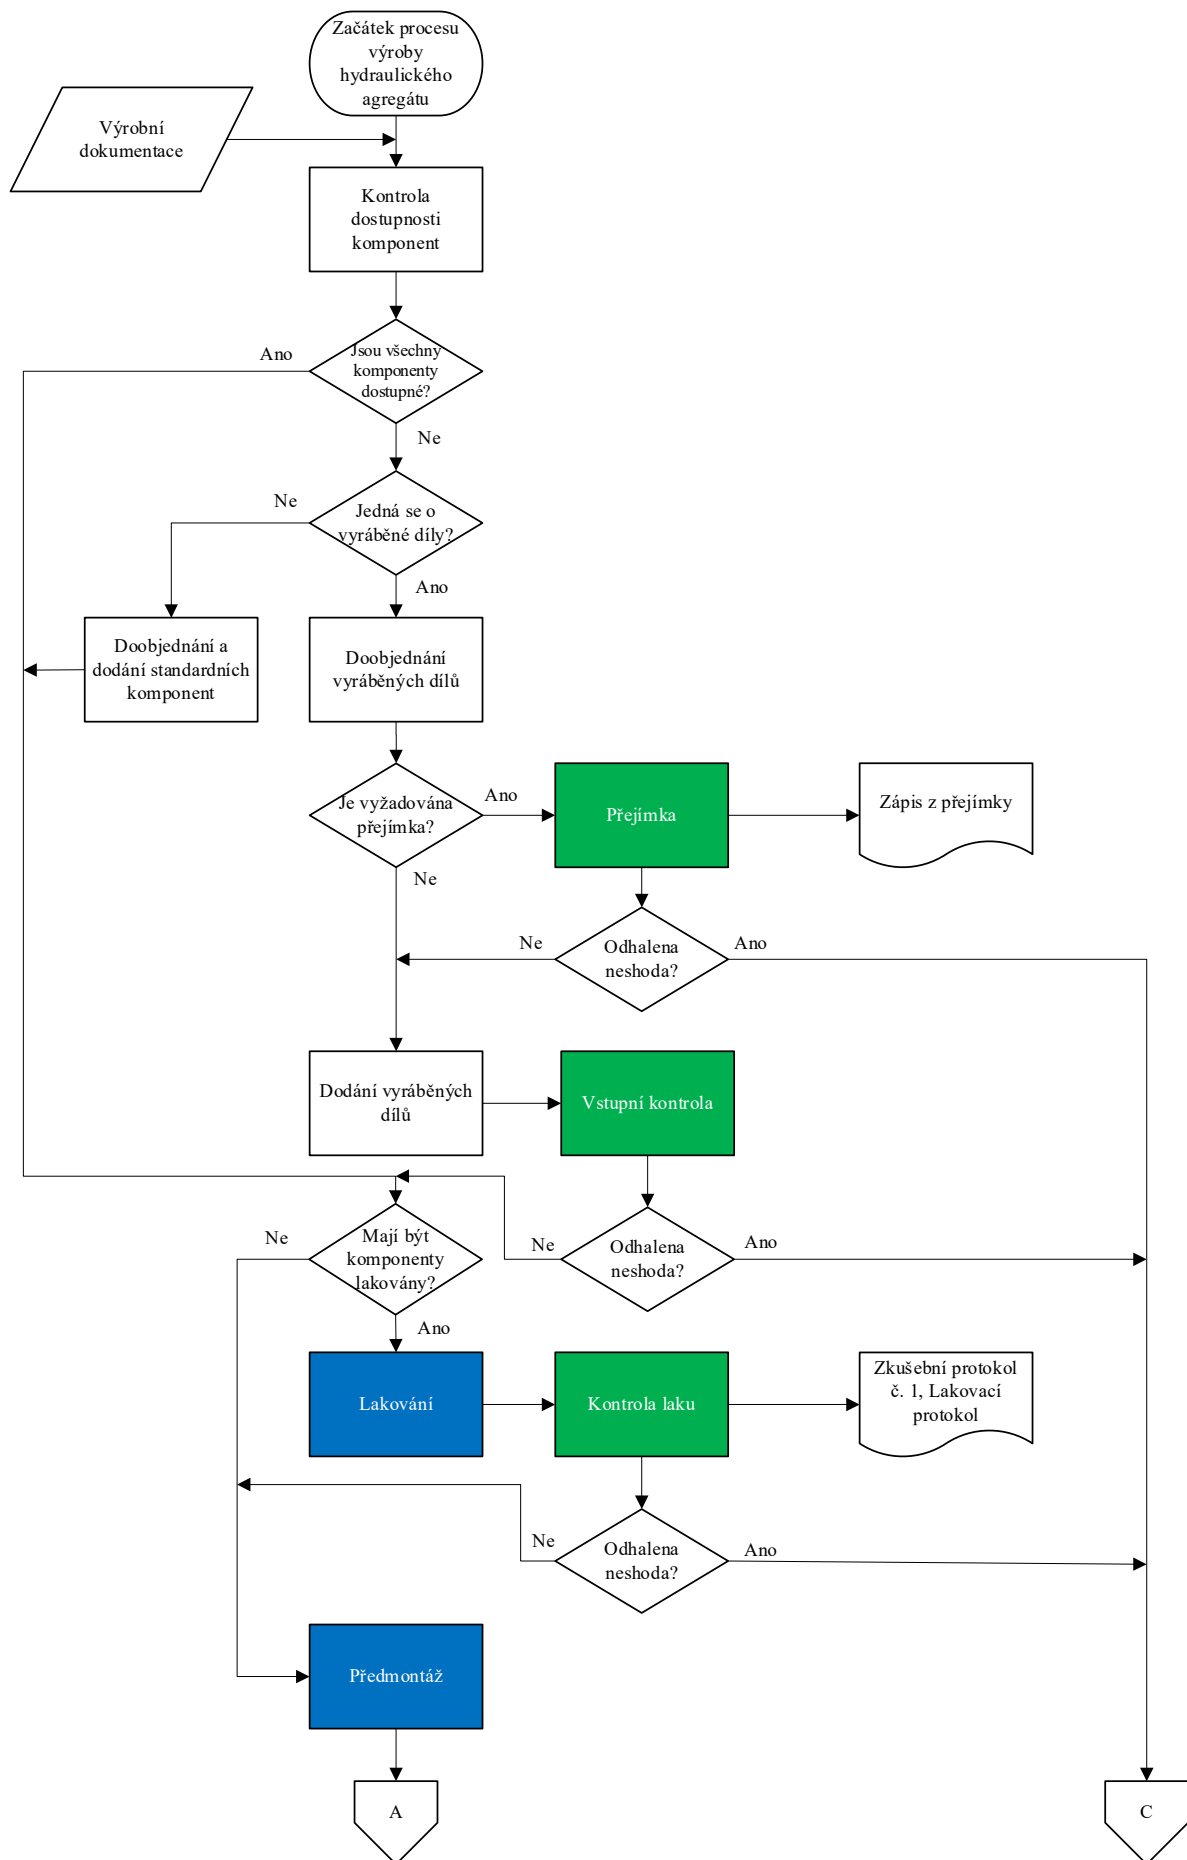 Začátek procesu
výroby
hydraulického
agregátu
Výrobní
dokumentace
Kontrola
dostupnosti
komponent
Ano
Jsou všechny
komponenty
dostupné?
Ne
Ne
Jedná se o
vyráběné díly?
Ano
Doobjednání a
dodání standardních
komponent
Doobjednání
vyráběných dílů
Je vyžadována
přejímka?
Ano
Přejímka
Zápis z přejímky
Ne
Ne
Odhalena
neshoda?
Ano
Dodání vyráběných
dílů
Vstupní kontrola
Ne
Mají být
komponenty
lakovány?
Ne
Odhalena
neshoda?
Ano
Ano
Lakování
Kontrola laku
Zkušební protokol
č. 1, Lakovací
protokol
Ne
Odhalena
neshoda?
Ano
Předmontáž
A
C